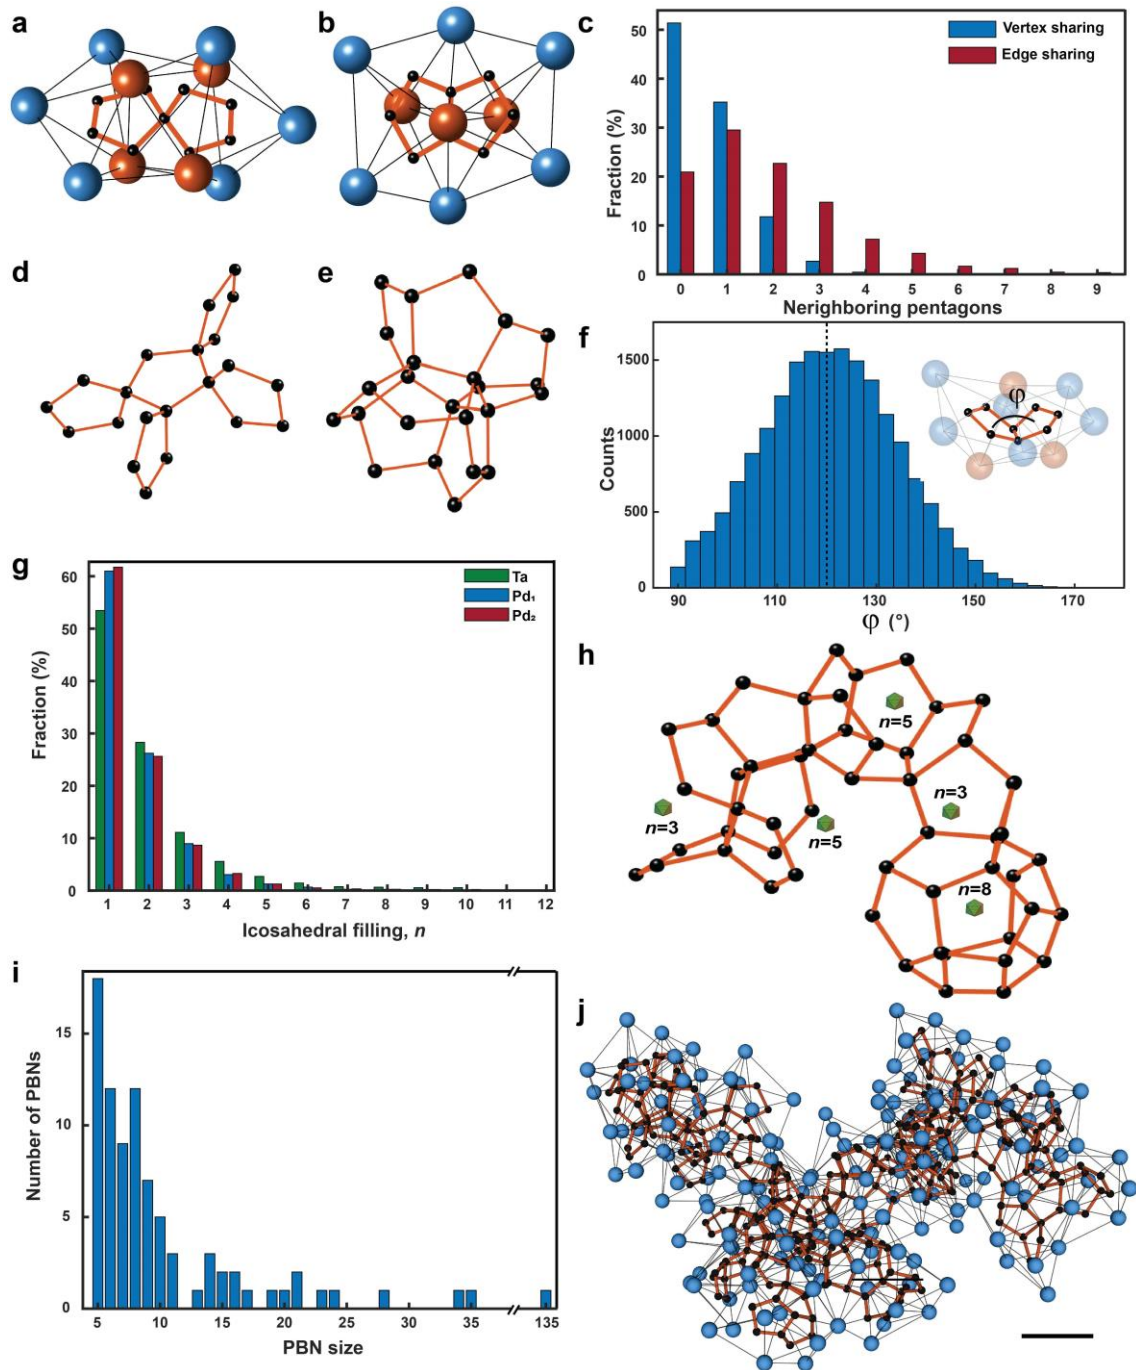 a
b
c
50
40
30
20
10
0
Fraction (%)
Vertex sharing
Edge sharing
0 1 2 3 4 5 6 7 8 9
Nerighboring pentagons
d
e
f
1500
1000
500
0
Counts
φ
90 110 130 150 170
φ (°)
g
60
50
40
30
20
10
0
Fraction (%)
Ta
Pd₁
Pd₂
1 2 3 4 5 6 7 8 9 10 11 12
Icosahedral filling, n
h
n=5
n=3
n=3
n=5
n=8
i
15
10
5
0
Number of PBNs
5 10 15 20 25 30 35 135
PBN size
j